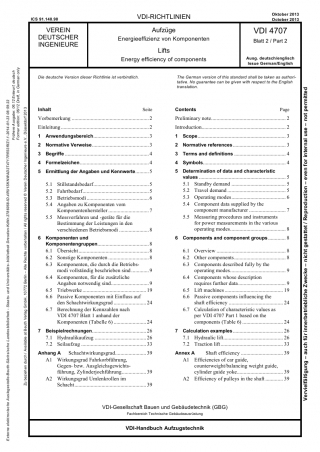 ICS 91.140.90
VDI-RICHTLINIEN
Oktober 2013
October 2013
VEREIN
DEUTSCHER
INGENIEURE
Aufzüge
Energieeffizienz von Komponenten
Lifts
Energy efficiency of components
VDI 4707
Blatt 2 / Part 2
Ausg. deutsch/englisch
Issue German/English
Die deutsche Version dieser Richtlinie ist verbindlich.
The German version of this standard shall be taken as authoritative. No guarantee can be given with respect to the English translation.
Inhalt Seite
Vorbemerkung 2
Einleitung 2
1 Anwendungsbereich 3
2 Normative Verweise 3
3 Begriffe 4
4 Formelzeichen 4
5 Ermittlung der Angaben und Kennwerte 5
5.1 Stillstandsbedarf 5
5.2 Fahrtbedarf 5
5.3 Betriebsmodi 6
5.4 Angaben zu Komponenten vom
Komponentenhersteller 7
5.5 Messverfahren und -geräte für die
Bestimmung der Leistungen in den
verschiedenen Betriebsmodi 8
6 Komponenten und
Komponentengruppen 8
6.1 Übersicht 8
6.2 Sonstige Komponenten 8
6.3 Komponenten, die durch die Betriebsmodi
vollständig beschrieben sind 9
6.4 Komponenten, für die zusätzliche
Angaben notwendig sind 9
6.5 Triebwerke 19
6.6 Passive Komponenten mit Einfluss auf
den Schachtwirkungsgrad 24
6.7 Berechnung der Kennzahlen nach
VDI 4707 Blatt 1 anhand der
Komponenten (Tabelle 6) 24
7 Beispielrechnungen 26
7.1 Hydraulikaufzug 26
7.2 Seilaufzug 33
Anhang A Schachtwirkungsgrad 39
A1 Wirkungsgrad Fahrkorbführung,
Gegen- bzw. Ausgleichsgewichtsführung,
Zylinderjochführung 39
A2 Wirkungsgrad Umlenkrollen im
Schacht 39
Contents Page
Preliminary note 2
Introduction 2
1 Scope 3
2 Normative references 3
3 Terms and definitions 4
4 Symbols 4
5 Determination of data and characteristic
values 5
5.1 Standby demand 5
5.2 Travel demand 5
5.3 Operating modes 6
5.4 Component data supplied by the
component manufacturer 7
5.5 Measuring procedures and instruments
for power measurements in the various
operating modes 8
6 Components and component groups 8
6.1 Overview 8
6.2 Other components 8
6.3 Components fully described by the
operating modes 9
6.4 Components whose description
requires further data 9
6.5 Lift machines 19
6.6 Passive components influencing the
shaft efficiency 24
6.7 Calculation of characteristic values as
per VDI 4707 Part 1 based on the
components (Table 6) 24
7 Calculation examples 26
7.1 Hydraulic lift 26
7.2 Traction lift 33
Annex A Shaft efficiency 39
A1 Efficiencies of car guide,
counterweight/balancing weight guide,
cylinder guide yoke 39
A2 Efficiency of pulleys in the shaft 39
VDI-Gesellschaft Bauen und Gebäudetechnik (GBG)
Fachbereich Technische Gebäudeausrüstung
VDI-Handbuch Aufzugstechnik
Vervielfältigung – auch für innerbetriebliche Zwecke – nicht gestattet / Reproduction – even for internal use – not permitted